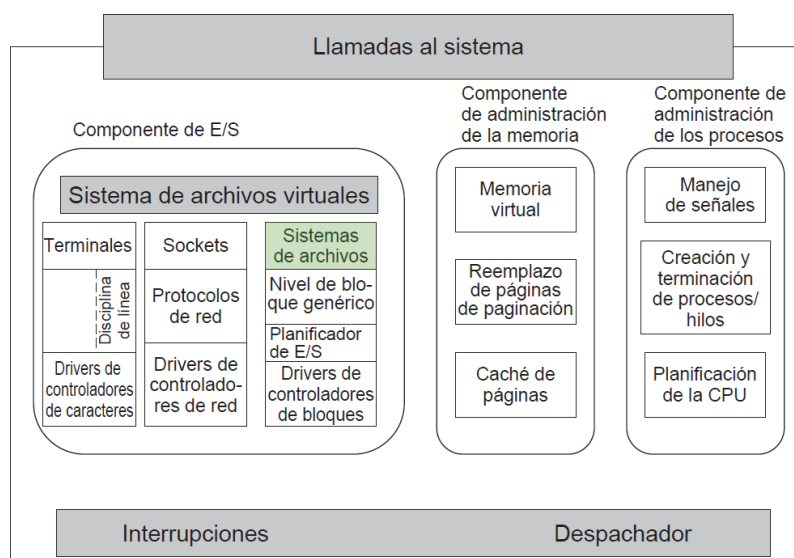 Llamadas al sistema
Componente de E/S
Componente
de administración
de la memoria
Componente de
administración
de los procesos
Sistema de archivos virtuales
Terminales
Disciplina
de línea
Drivers de
controladores
de caracteres
Sockets
Protocolos
de red
Drivers de
controlado-
res de red
Sistemas
de archivos
Nivel de blo-
que genérico
Planificador
de E/S
Drivers de
controladores
de bloques
Memoria
virtual
Reemplazo
de páginas
de paginación
Caché de
páginas
Manejo
de señales
Creación y
terminación
de procesos/
hilos
Planificación
de la CPU
Interrupciones
Despachador